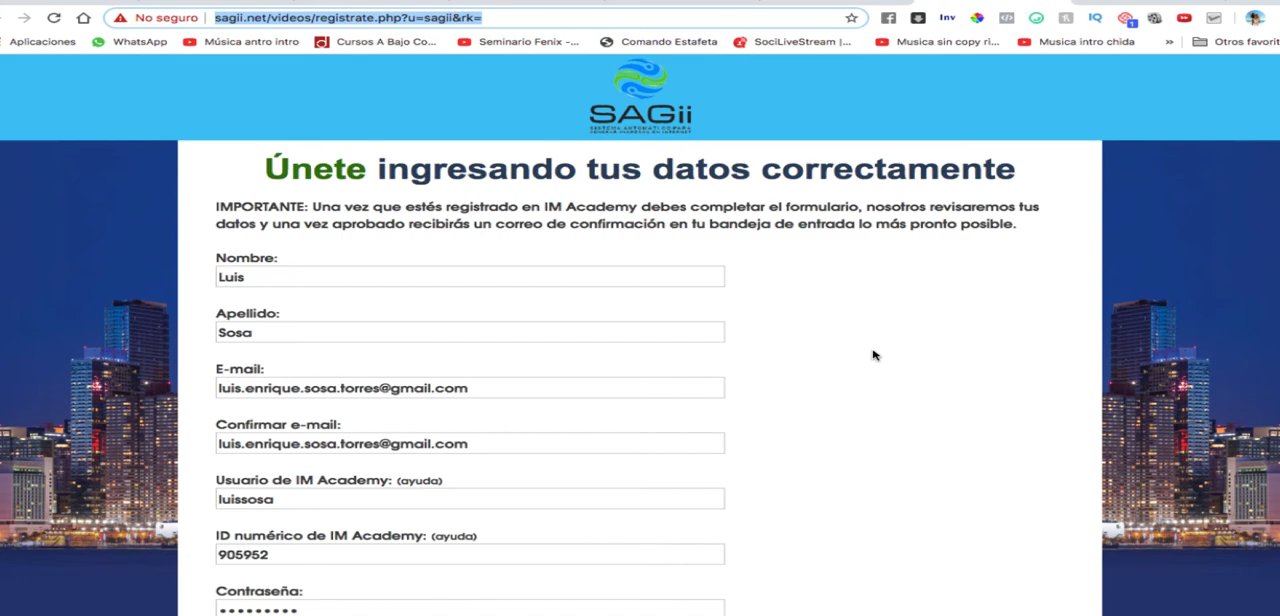 No seguro
sagii.net/videos/registrate.php?u=sagii&rk=
Inv
IQ
1
Aplicaciones
WhatsApp
Música antro intro
Cursos A Bajo Co...
Seminario Fenix -...
Comando Estafeta
SociLiveStream |...
Musica sin copy ri...
Musica intro chida
»
Otros favorit
SAGii
Únete ingresando tus datos correctamente
IMPORTANTE: Una vez que estés registrado en IM Academy debes completar el formulario, nosotros revisaremos tus
datos y una vez aprobado recibirás un correo de confirmación en tu bandeja de entrada lo más pronto posible.
Nombre:
Luis
Apellido:
Sosa
E-mail:
luis.enrique.sosa.torres@gmail.com
Confirmar e-mail:
luis.enrique.sosa.torres@gmail.com
Usuario de IM Academy: (ayuda)
luissosa
ID numérico de IM Academy: (ayuda)
905952
Contraseña:
•••••••••